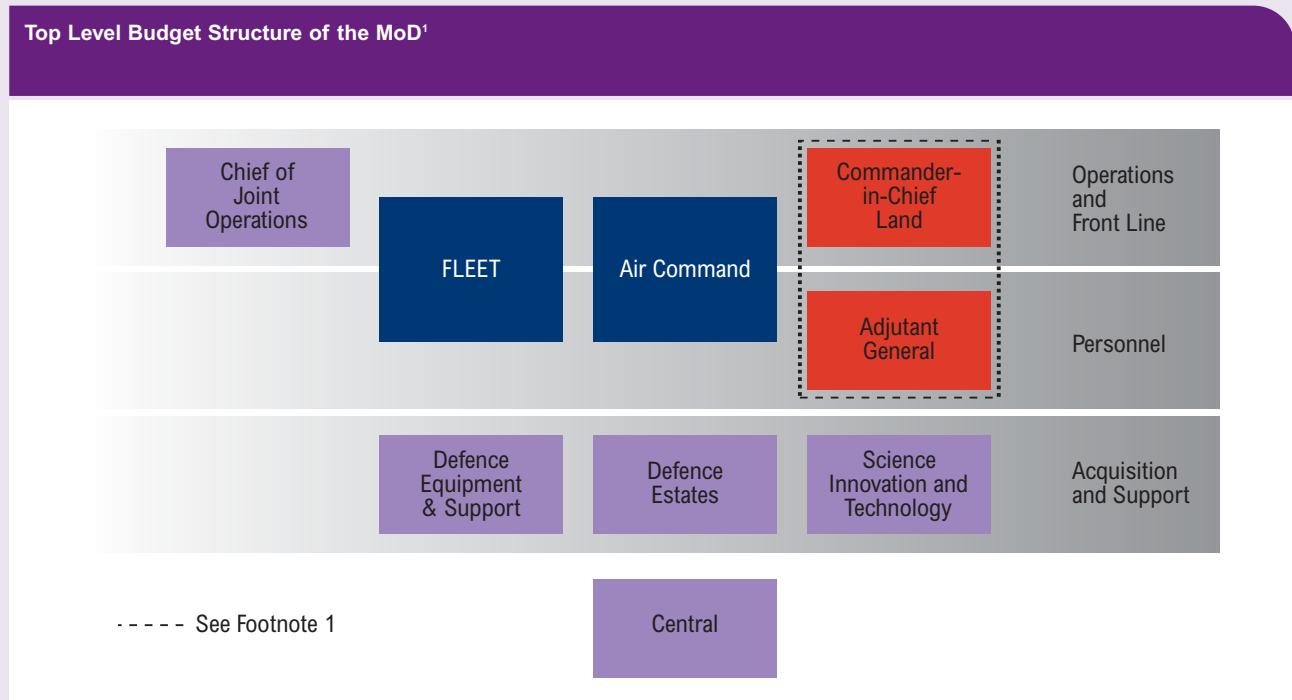 Top Level Budget Structure of the MoD¹
Chief of
Joint
Operations
FLEET
Air Command
Commander-
in-Chief
Land
Operations
and
Front Line
Adjutant
General
Personnel
Defence
Equipment
& Support
Defence
Estates
Science
Innovation and
Technology
Acquisition
and Support
See Footnote 1
Central